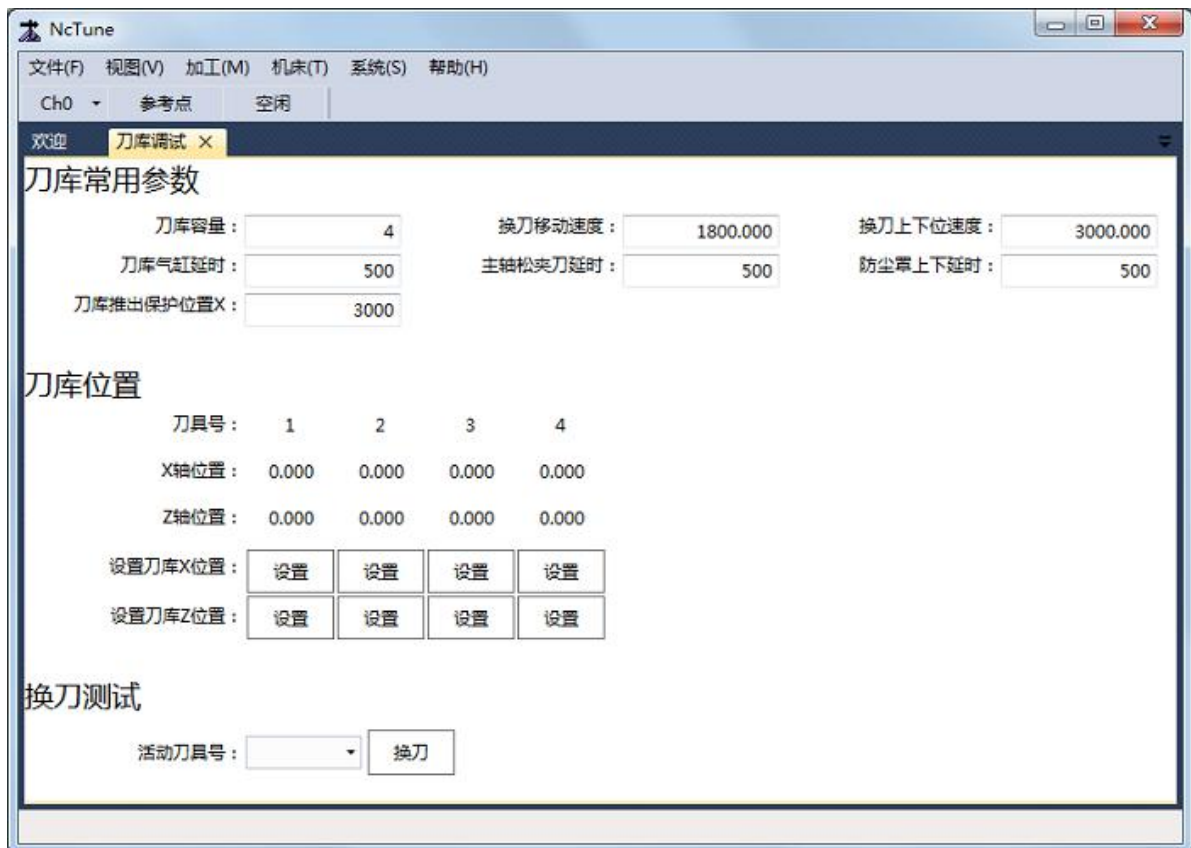 NcTune
文件(F) 视图(V) 加工(M) 机床(T) 系统(S) 帮助(H)
Ch0 参考点 空闲
欢迎 刀库调试
刀库常用参数
刀库容量： 4 换刀移动速度： 1800.000 换刀上下位速度： 3000.000
刀库气缸延时： 500 主轴松夹刀延时： 500 防尘罩上下延时： 500
刀库推出保护位置X： 3000
刀库位置
刀具号： 1 2 3 4
X轴位置： 0.000 0.000 0.000 0.000
Z轴位置： 0.000 0.000 0.000 0.000
设置刀库X位置： 设置 设置 设置 设置
设置刀库Z位置： 设置 设置 设置 设置
换刀测试
活动刀具号： 换刀